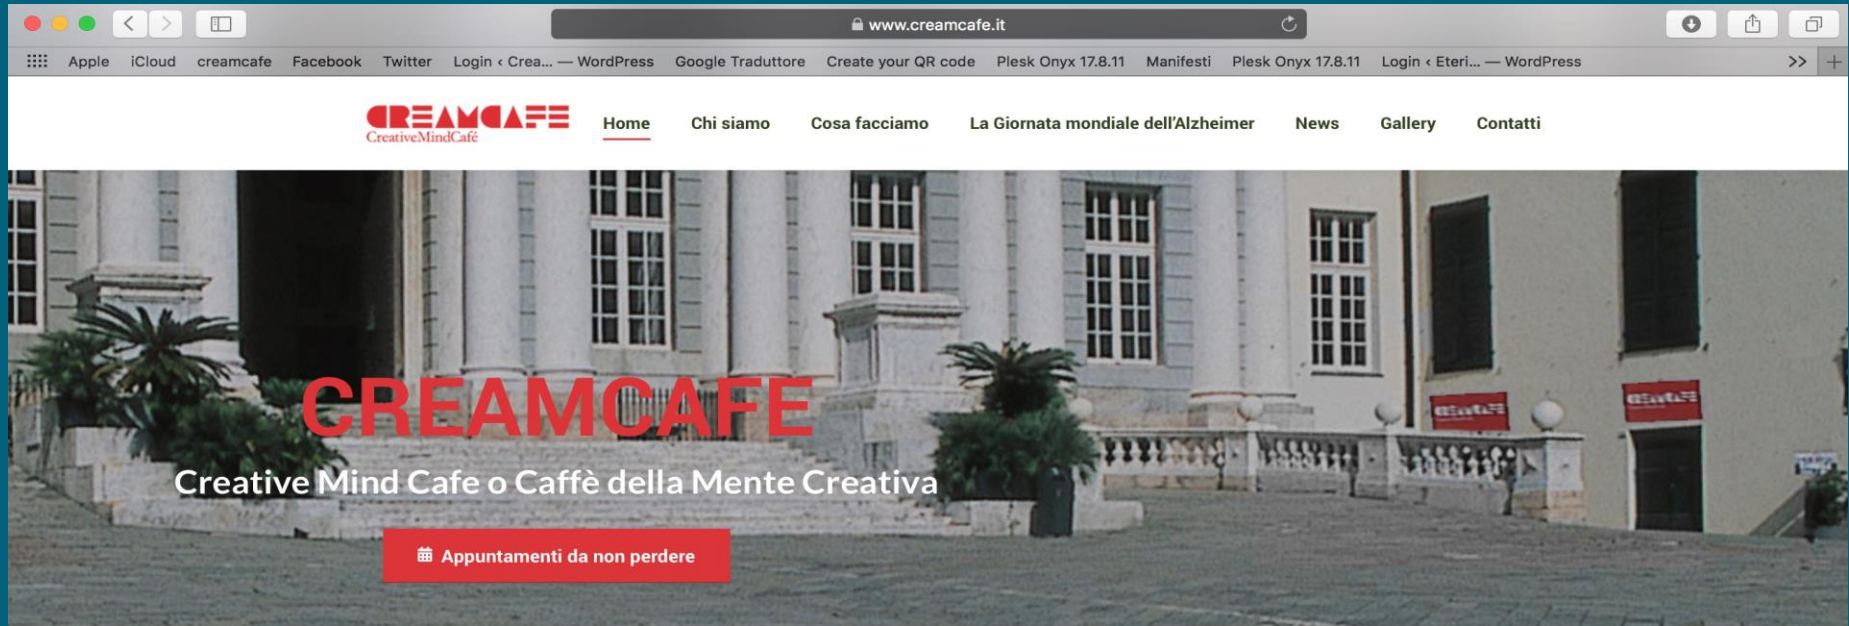 www.creamcafe.it
Apple iCloud creamcafe Facebook Twitter Login ‹ Crea... — WordPress Google Traduttore Create your QR code Plesk Onyx 17.8.11 Manifesti Plesk Onyx 17.8.11 Login ‹ Eteri... — WordPress >> +
CREAMCAFE
CreativeMindCafé
Home Chi siamo Cosa facciamo La Giornata mondiale dell'Alzheimer News Gallery Contatti
CREAMCAFE
Creative Mind Cafe o Caffè della Mente Creativa
Appuntamenti da non perdere